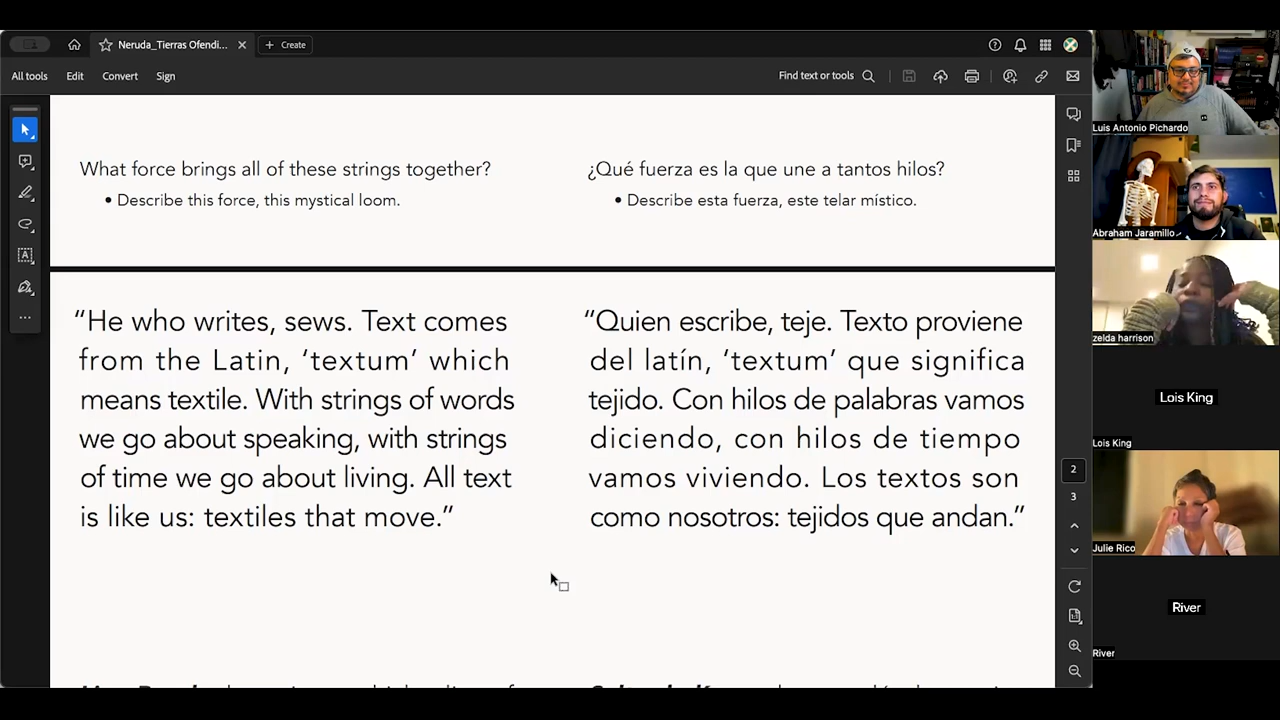 Neruda_Tierras Ofendi...
Create
All tools
Edit
Convert
Sign
Find text or tools
What force brings all of these strings together?
• Describe this force, this mystical loom.
¿Qué fuerza es la que une a tantos hilos?
• Describe esta fuerza, este telar místico.
“He who writes, sews. Text comes
from the Latin, ‘textum’ which
means textile. With strings of words
we go about speaking, with strings
of time we go about living. All text
is like us: textiles that move.”
“Quien escribe, teje. Texto proviene
del latín, ‘textum’ que significa
tejido. Con hilos de palabras vamos
diciendo, con hilos de tiempo
vamos viviendo. Los textos son
como nosotros: tejidos que andan.”
2
3
Luis Antonio Pichardo
Abraham Jaramillo
zelda harrison
Lois King
Lois King
Julie Rico
River
River